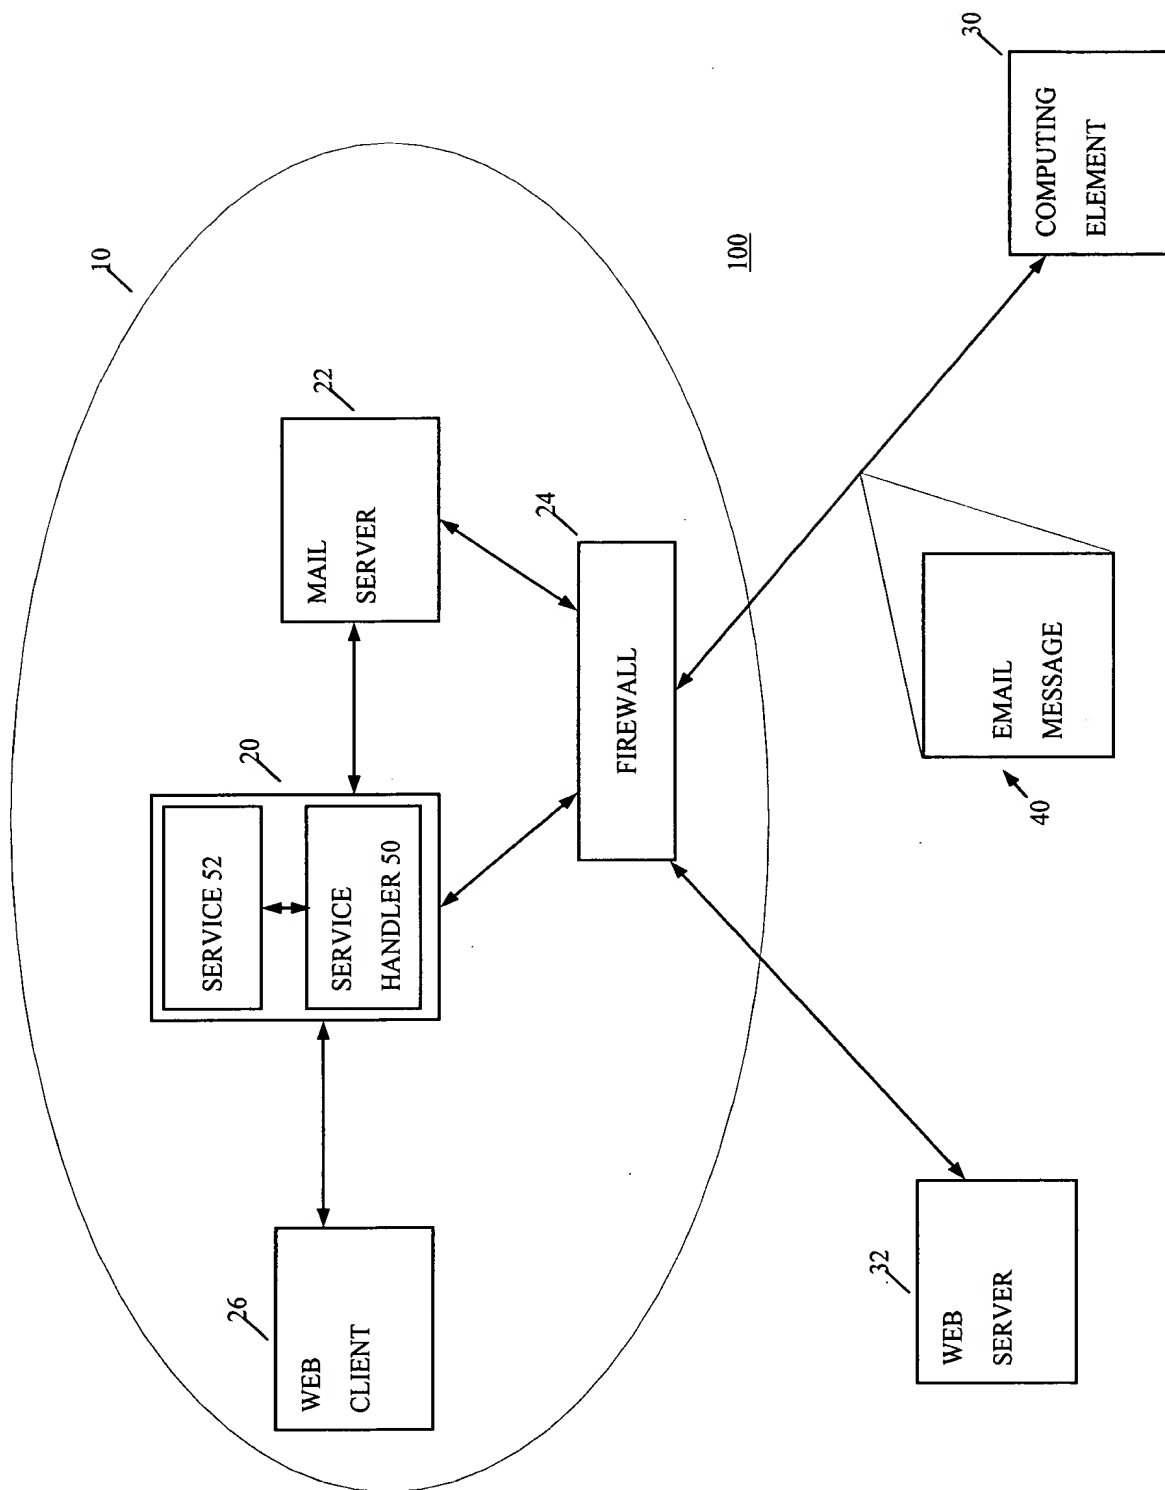 10
20
SERVICE 52
SERVICE
HANDLER 50
22
MAIL
SERVER
26
WEB
CLIENT
24
FIREWALL
100
30
COMPUTING
ELEMENT
32
WEB
SERVER
EMAIL
MESSAGE
40